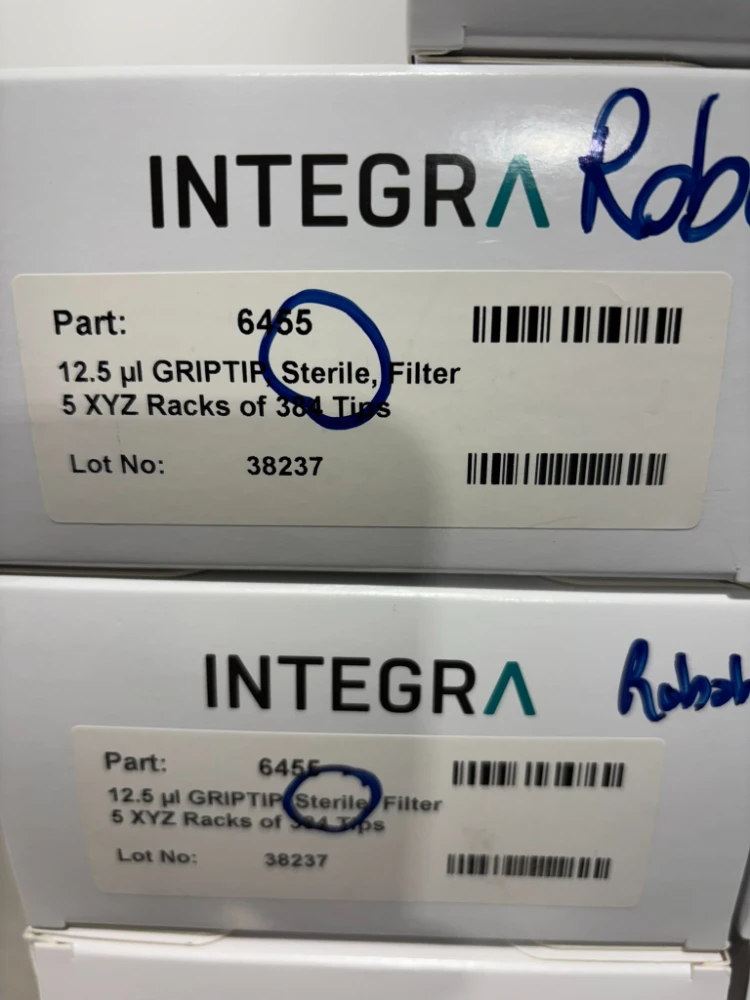 INTEGRA
Part: 6455
12.5 µl GRIPTIP, Sterile, Filter
5 XYZ Racks of 384 Tips
Lot No: 38237
INTEGRA
Part: 6455
12.5 µl GRIPTIP, Sterile, Filter
5 XYZ Racks of 384 Tips
Lot No: 38237